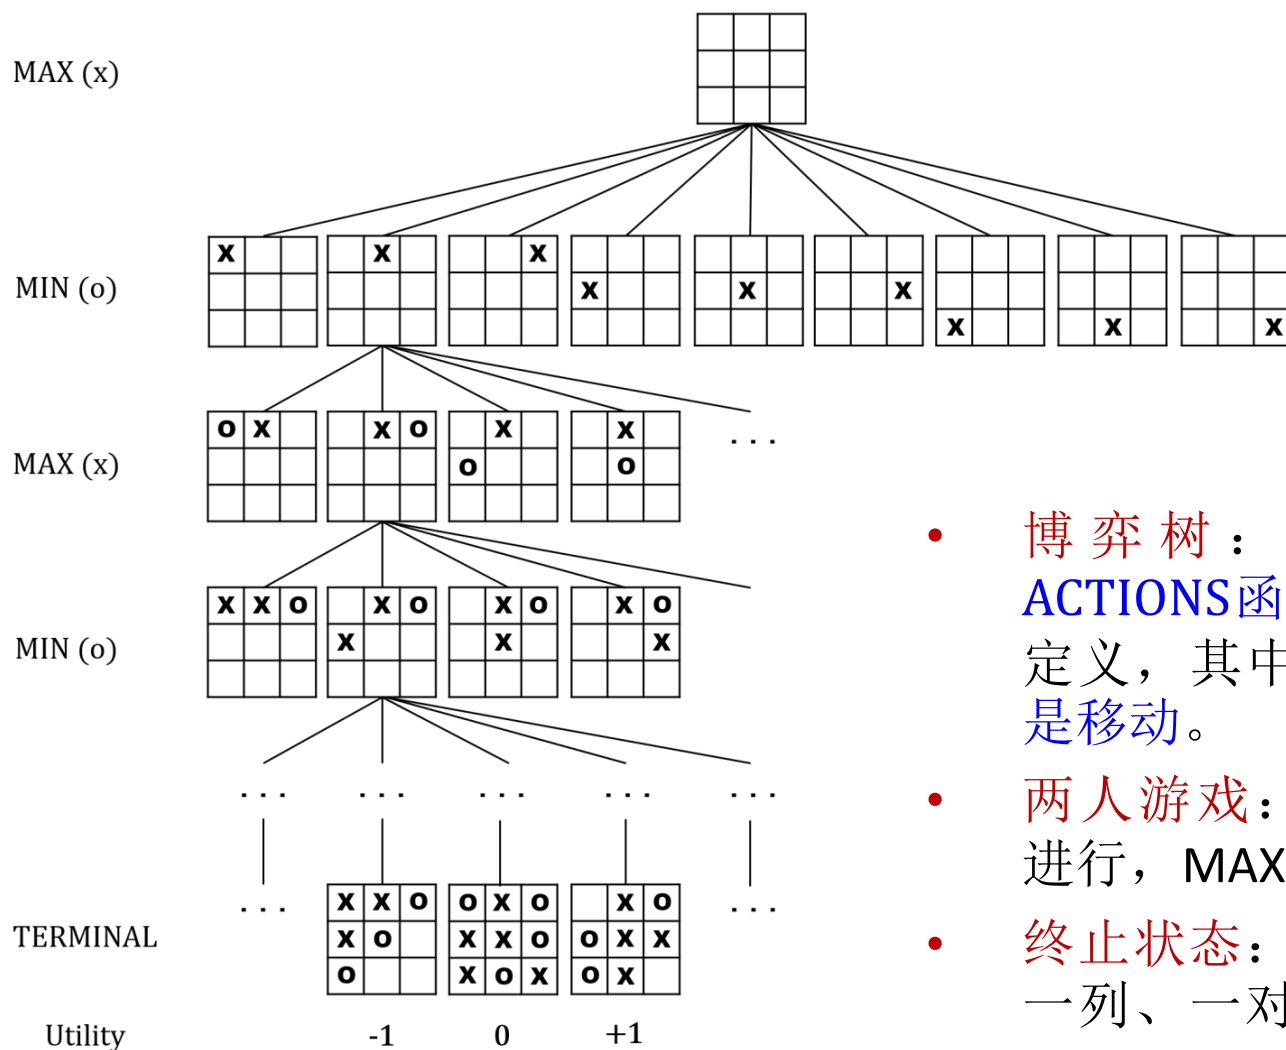 MAX (x)
MIN (o)
X X X X X X X X X
MAX (x)
O X X O X X
O O
MIN (o)
X X O X O X O X O
X X X
... ... ... ... ...
TERMINAL
X X O O X O X O
X O X X O O X X
O X O X O X
Utility -1 0 +1
• 博弈树：
ACTIONS函
定义，其中
是移动。
• 两人游戏：
进行，MAX
• 终止状态：
一列、一对